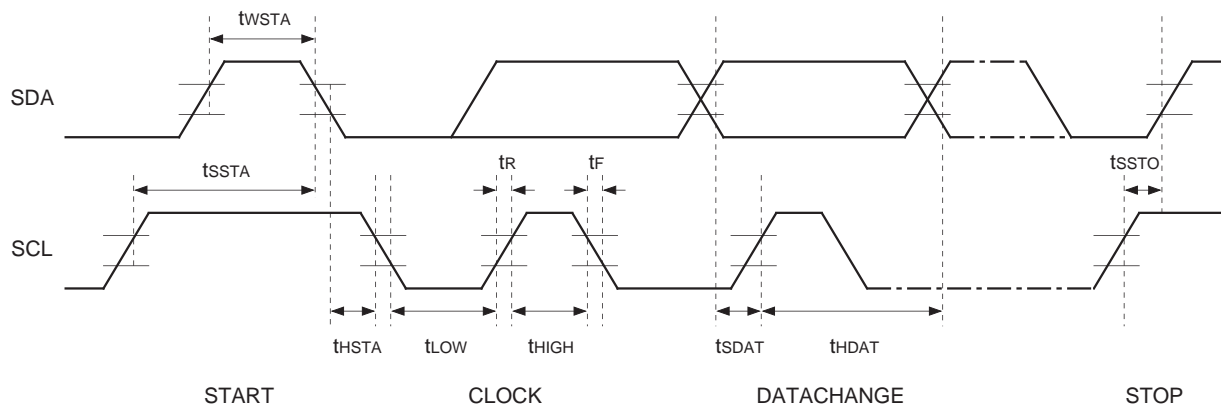 tWSTA
SDA
tSSTA
tR
tF
tSSTO
SCL
tHSTA
tLOW
tHIGH
tSDAT
tHDAT
START
CLOCK
DATACHANGE
STOP